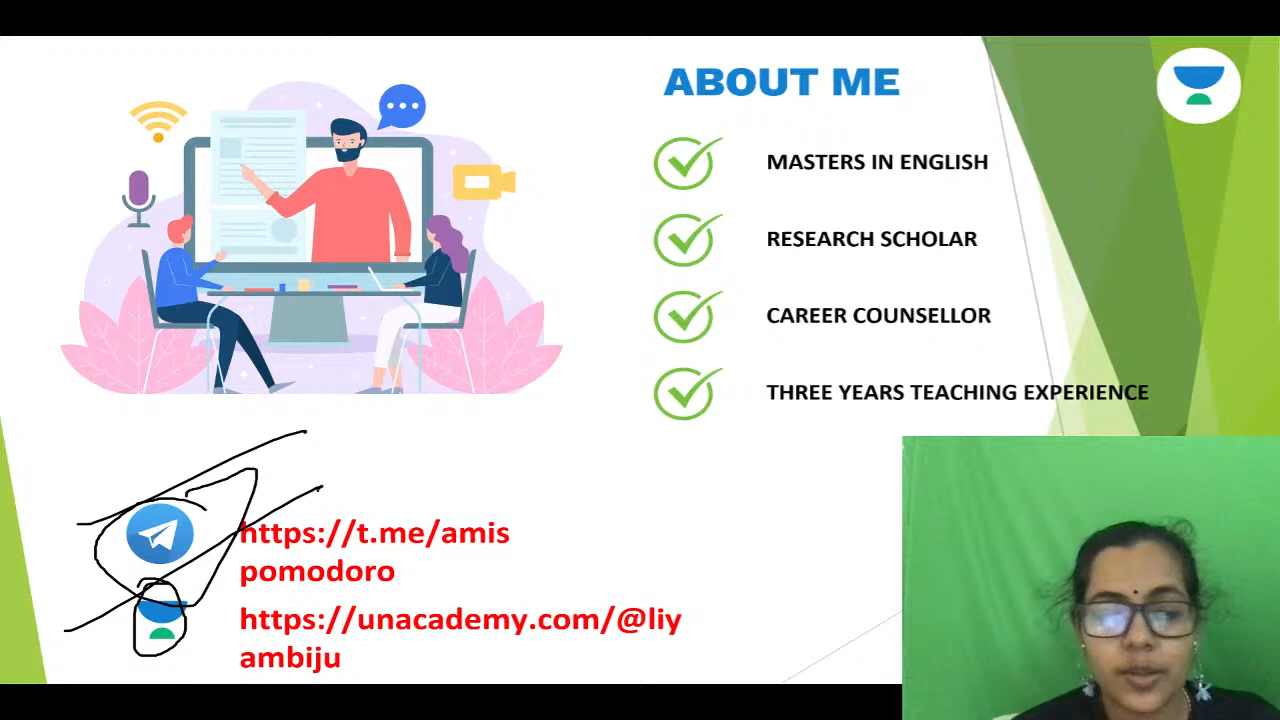 ABOUT ME
MASTERS IN ENGLISH
RESEARCH SCHOLAR
CAREER COUNSELLOR
THREE YEARS TEACHING EXPERIENCE
https://t.me/amis
pomodoro
https://unacademy.com/@liy
ambiju